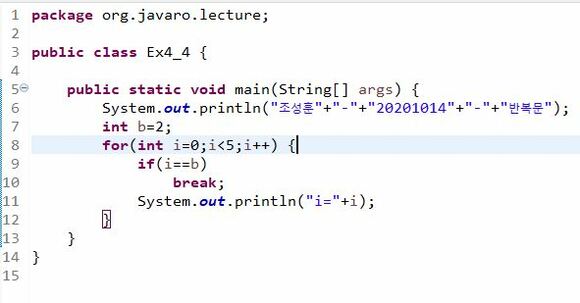 1 package org.javaro.lecture;
2
3 public class Ex4_4 {
4
5 public static void main(String[] args) {
6 System.out.println("조성훈"+"-"+"20201014"+"-"+"반복문");
7 int b=2;
8 for(int i=0;i<5;i++) {
9 if(i==b)
10 break;
11 System.out.println("i="+i);
12 }
13 }
14 }
15